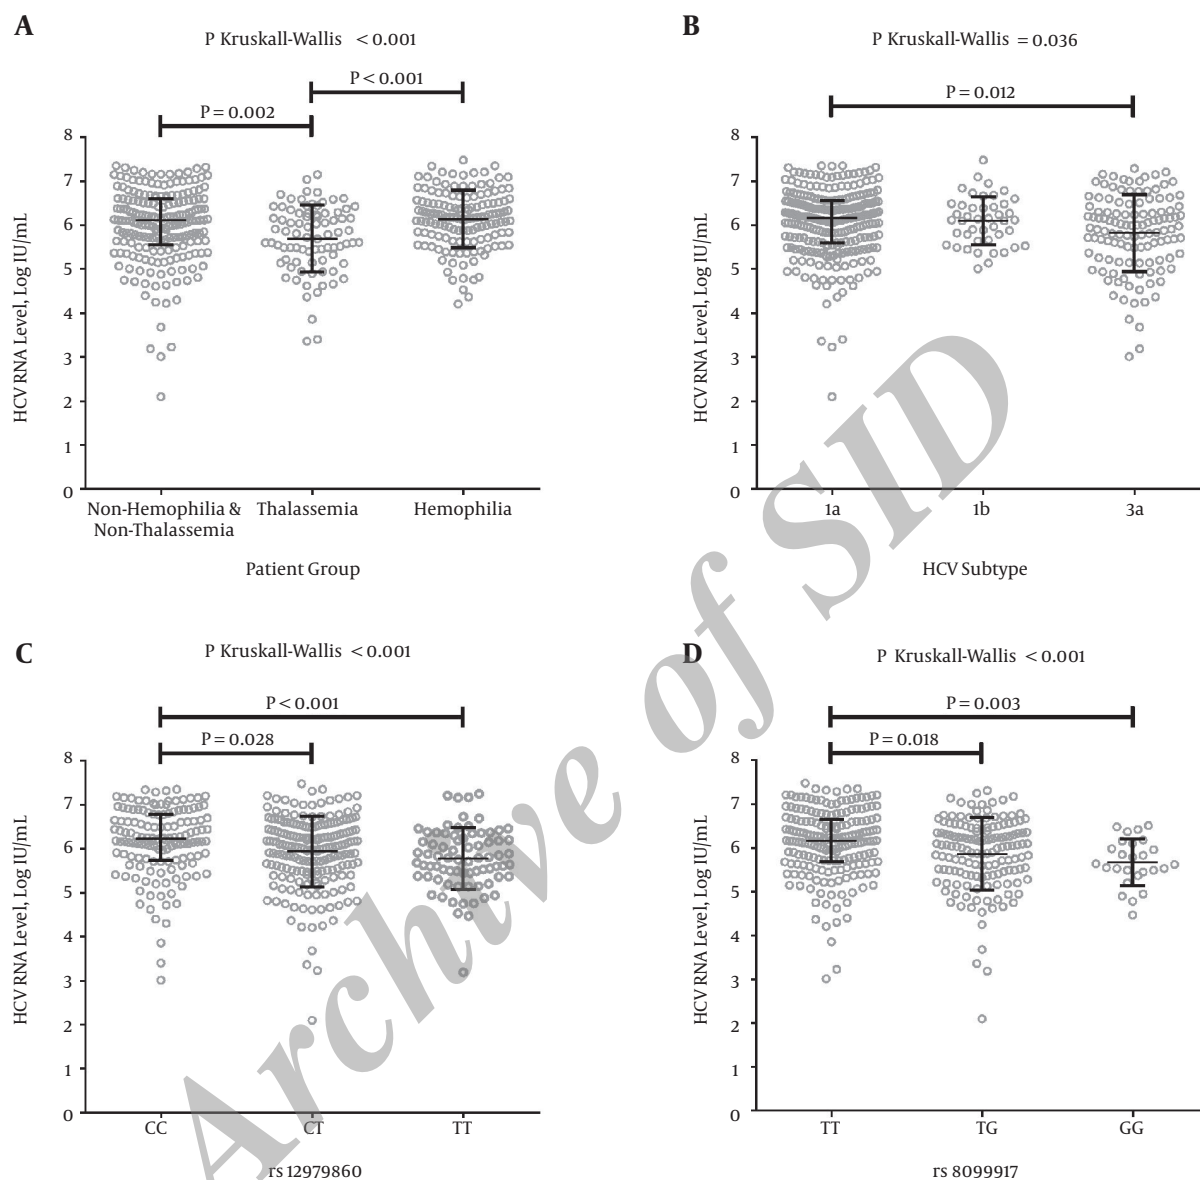 A
P Kruskall-Wallis < 0.001
P < 0.001
P = 0.002
8
7
6
5
4
3
2
1
0
HCV RNA Level, Log IU/mL
Non-Hemophilia &
Non-Thalassemia
Thalassemia
Hemophilia
Patient Group
B
P Kruskall-Wallis = 0.036
P = 0.012
8
7
6
5
4
3
2
1
0
HCV RNA Level, Log IU/mL
1a
1b
3a
HCV Subtype
C
P Kruskall-Wallis < 0.001
P < 0.001
P = 0.028
8
7
6
5
4
3
2
1
0
HCV RNA Level, Log IU/mL
CC
CT
TT
rs 12979860
D
P Kruskall-Wallis < 0.001
P = 0.003
P = 0.018
8
7
6
5
4
3
2
1
0
HCV RNA Level, Log IU/mL
TT
TG
GG
rs 8099917
Archive of SID